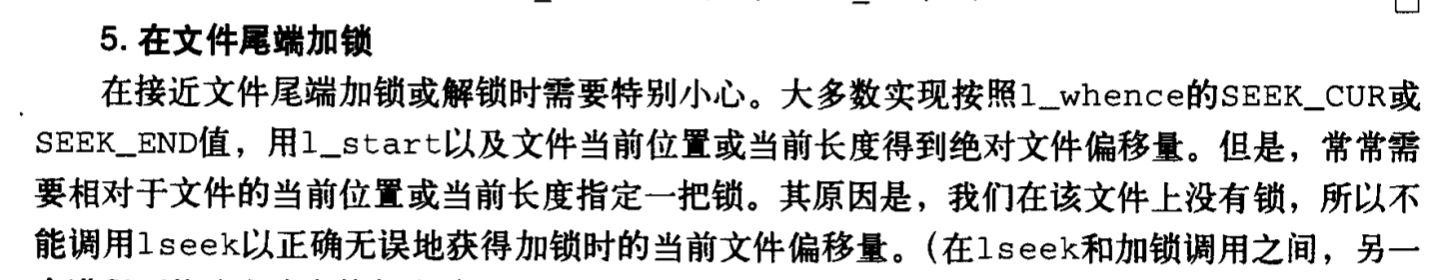 5. 在文件尾端加锁
在接近文件尾端加锁或解锁时需要特别小心。大多数实现按照l_whence的SEEK_CUR或
SEEK_END值，用l_start以及文件当前位置或当前长度得到绝对文件偏移量。但是，常常需
要相对于文件的当前位置或当前长度指定一把锁。其原因是，我们在该文件上没有锁，所以不
能调用lseek以正确无误地获得加锁时的当前文件偏移量。(在lseek和加锁调用之间，另一